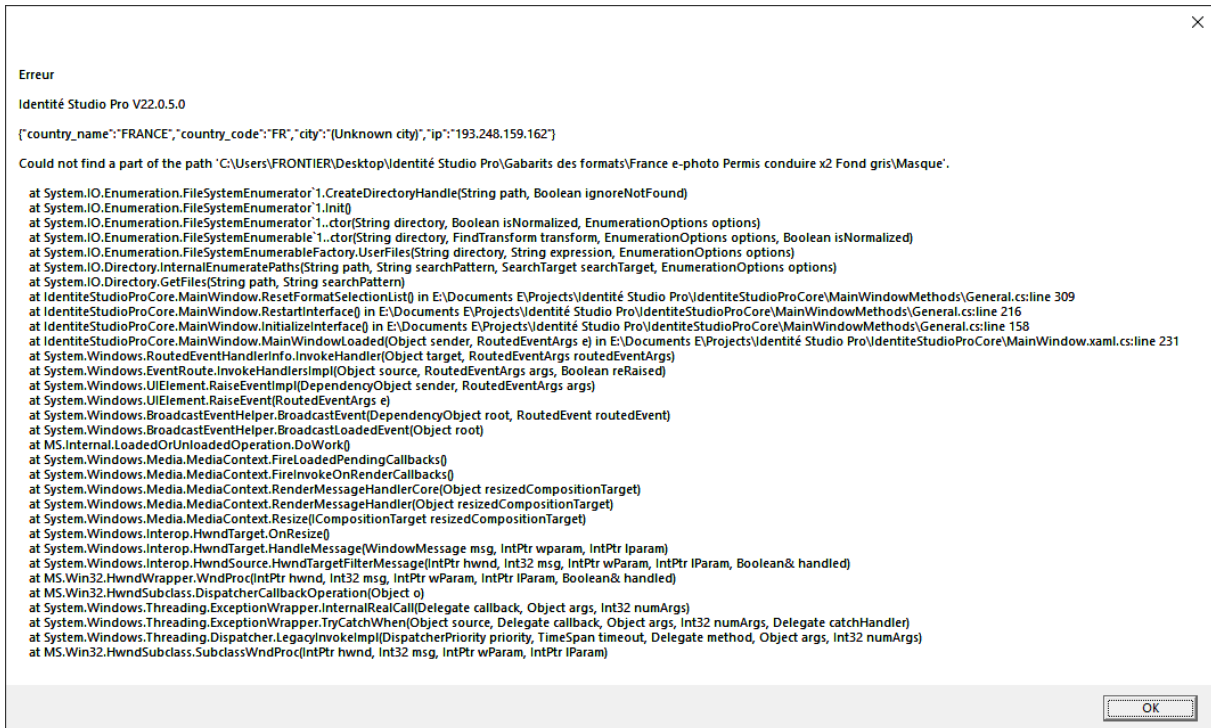 Erreur
Identité Studio Pro V22.0.5.0
{"country_name":"FRANCE","country_code":"FR","city":"(Unknown city)","ip":"193.248.159.162"}
Could not find a part of the path 'C:\Users\FRONTIER\Desktop\Identité Studio Pro\Gabarits des formats\France e-photo Permis conduire x2 Fond gris\Masque'.
at System.IO.Enumeration.FileSystemEnumerator`1.CreateDirectoryHandle(String path, Boolean ignoreNotFound)
at System.IO.Enumeration.FileSystemEnumerator`1.Init()
at System.IO.Enumeration.FileSystemEnumerator`1..ctor(String directory, Boolean isNormalized, EnumerationOptions options)
at System.IO.Enumeration.FileSystemEnumerable`1..ctor(String directory, FindTransform transform, EnumerationOptions options, Boolean isNormalized)
at System.IO.Enumeration.FileSystemEnumerableFactory.UserFiles(String directory, String expression, EnumerationOptions options)
at System.IO.Directory.InternalEnumeratePaths(String path, String searchPattern, SearchTarget searchTarget, EnumerationOptions options)
at System.IO.Directory.GetFiles(String path, String searchPattern)
at IdentiteStudioProCore.MainWindow.ResetFormatSelectionList() in E:\Documents E\Projects\Identité Studio Pro\IdentiteStudioProCore\MainWindowMethods\General.cs:line 309
at IdentiteStudioProCore.MainWindow.RestartInterface() in E:\Documents E\Projects\Identité Studio Pro\IdentiteStudioProCore\MainWindowMethods\General.cs:line 216
at IdentiteStudioProCore.MainWindow.InitializeInterface() in E:\Documents E\Projects\Identité Studio Pro\IdentiteStudioProCore\MainWindowMethods\General.cs:line 158
at IdentiteStudioProCore.MainWindow.MainWindowLoaded(Object sender, RoutedEventArgs e) in E:\Documents E\Projects\Identité Studio Pro\IdentiteStudioProCore\MainWindow.xaml.cs:line 231
at System.Windows.RoutedEventHandlerInfo.InvokeHandler(Object target, RoutedEventArgs routedEventArgs)
at System.Windows.EventRoute.InvokeHandlersImpl(Object source, RoutedEventArgs args, Boolean reRaised)
at System.Windows.UIElement.RaiseEventImpl(DependencyObject sender, RoutedEventArgs args)
at System.Windows.UIElement.RaiseEvent(RoutedEventArgs e)
at System.Windows.BroadcastEventHelper.BroadcastEvent(DependencyObject root, RoutedEvent routedEvent)
at System.Windows.BroadcastEventHelper.BroadcastLoadedEvent(Object root)
at MS.Internal.LoadedOrUnloadedOperation.DoWork()
at System.Windows.Media.MediaContext.FireLoadedPendingCallbacks()
at System.Windows.Media.MediaContext.FireInvokeOnRenderCallbacks()
at System.Windows.Media.MediaContext.RenderMessageHandlerCore(Object resizedCompositionTarget)
at System.Windows.Media.MediaContext.RenderMessageHandler(Object resizedCompositionTarget)
at System.Windows.Media.MediaContext.Resize(ICompositionTarget resizedCompositionTarget)
at System.Windows.Interop.HwndTarget.OnResize()
at System.Windows.Interop.HwndTarget.HandleMessage(WindowMessage msg, IntPtr wparam, IntPtr lparam)
at System.Windows.Interop.HwndSource.HwndTargetFilterMessage(IntPtr hwnd, Int32 msg, IntPtr wParam, IntPtr lParam, Boolean& handled)
at MS.Win32.HwndWrapper.WndProc(IntPtr hwnd, Int32 msg, IntPtr wParam, IntPtr lParam, Boolean& handled)
at MS.Win32.HwndSubclass.DispatcherCallbackOperation(Object o)
at System.Windows.Threading.ExceptionWrapper.InternalRealCall(Delegate callback, Object args, Int32 numArgs)
at System.Windows.Threading.ExceptionWrapper.TryCatchWhen(Object source, Delegate callback, Object args, Int32 numArgs, Delegate catchHandler)
at System.Windows.Threading.Dispatcher.LegacyInvokeImpl(DispatcherPriority priority, TimeSpan timeout, Delegate method, Object args, Int32 numArgs)
at MS.Win32.HwndSubclass.SubclassWndProc(IntPtr hwnd, Int32 msg, IntPtr wParam, IntPtr lParam)
OK